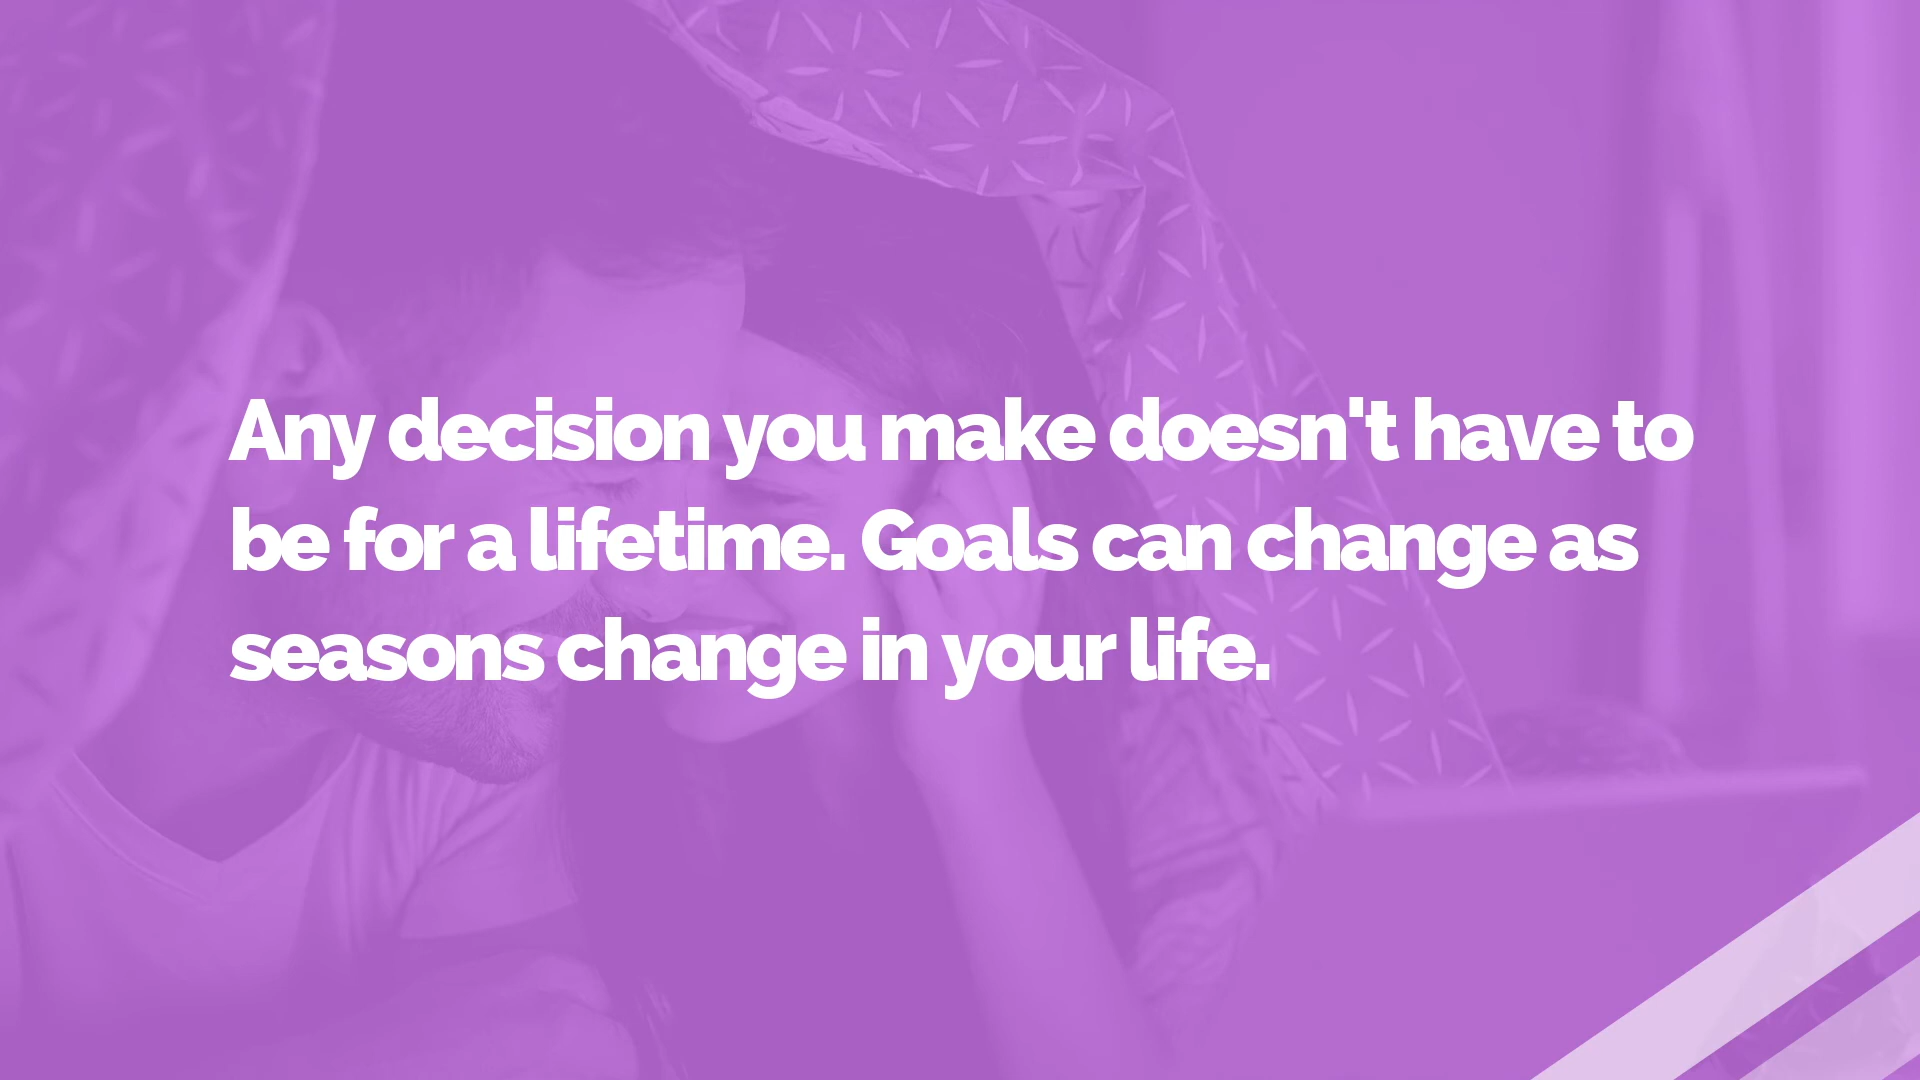 Any decision you make doesn't have to
be for a lifetime. Goals can change as
seasons change in your life.